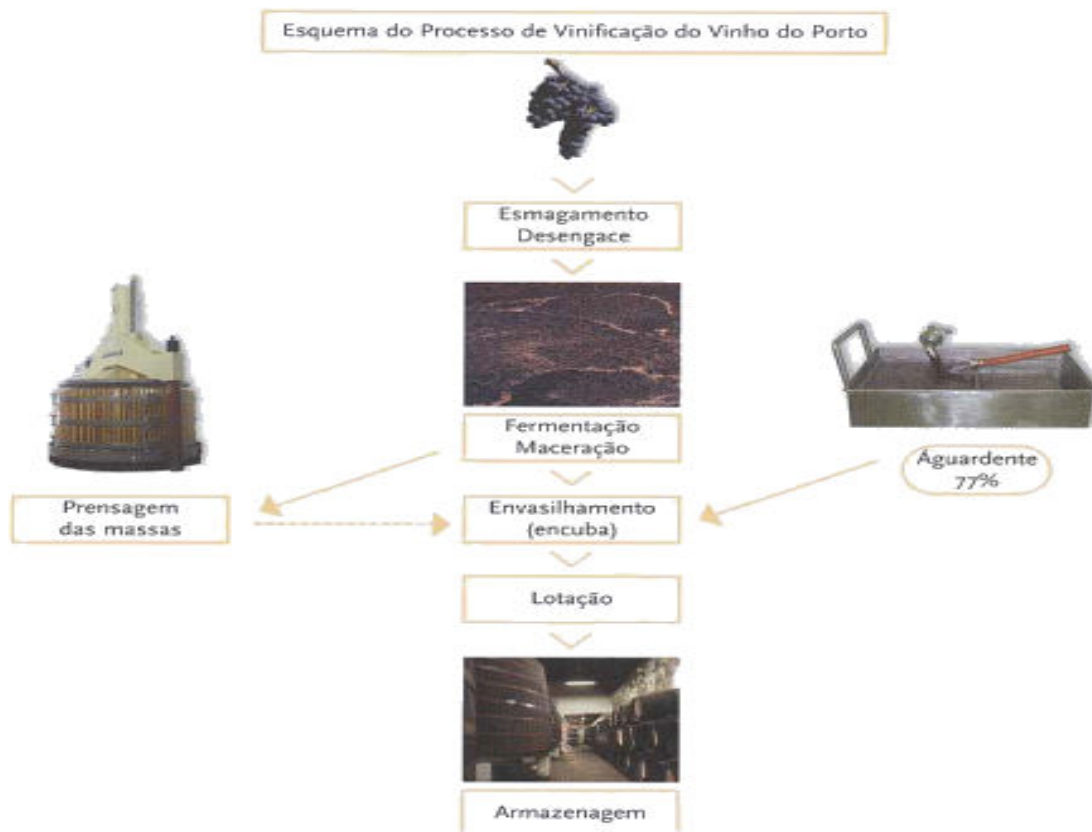 Esquema do Processo de Vinificação do Vinho do Porto
Esmagamento
Desengace
Fermentação
Maceração
Águardente
77%
Prensagem
das massas
Envasilhamento
(encuba)
Lotação
Armazenagem